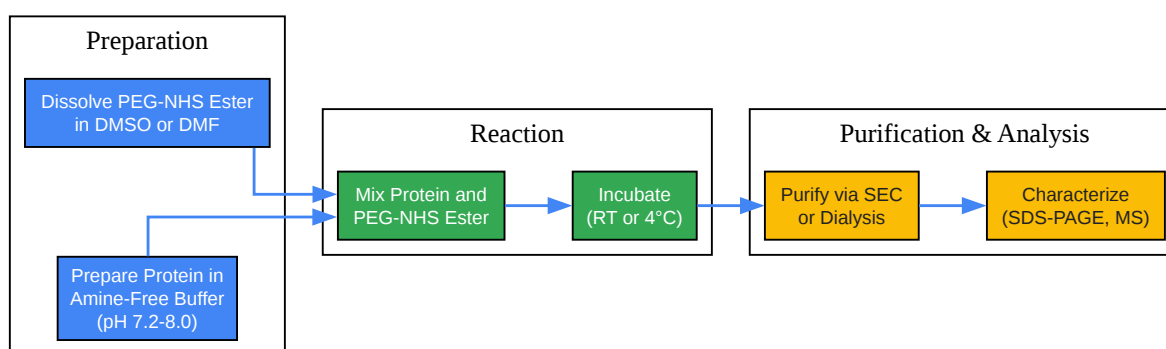 Preparation
Dissolve PEG-NHS Ester
in DMSO or DMF
Prepare Protein in
Amine-Free Buffer
(pH 7.2-8.0)
Reaction
Mix Protein and
PEG-NHS Ester
Incubate
(RT or 4°C)
Purification & Analysis
Purify via SEC
or Dialysis
Characterize
(SDS-PAGE, MS)